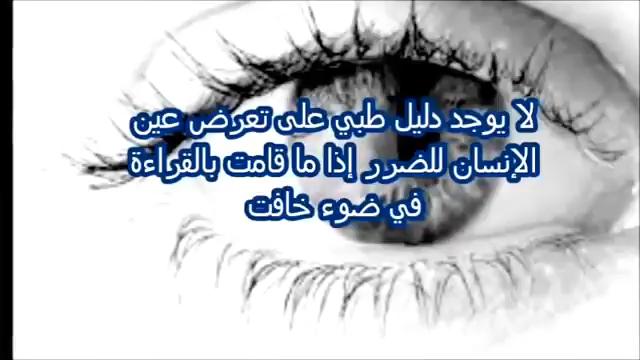 لا يوجد دليل طبي على تعرض عين
الإنسان للضرر إذا ما قامت بالقراءة
في ضوء خافت